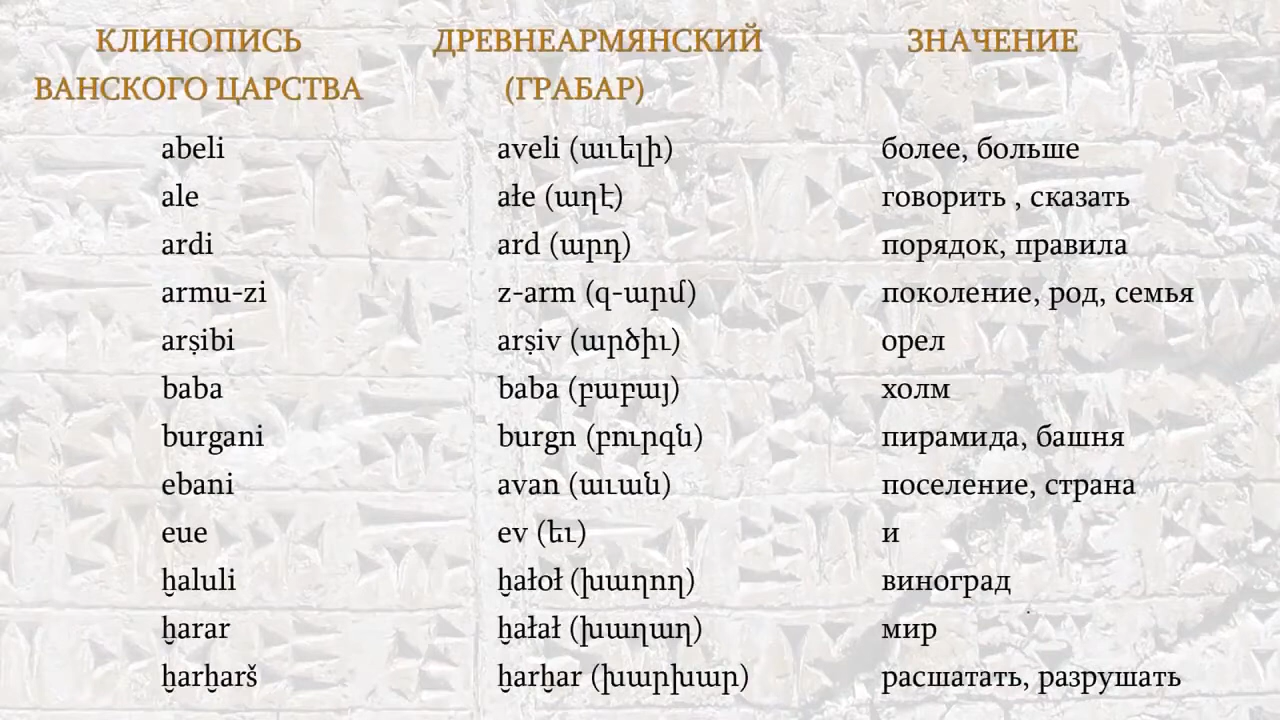 КЛИНОПИСЬ ВАНСКОГО ЦАРСТВА ДРЕВНЕАРМЯНСКИЙ (ГРАБАР) ЗНАЧЕНИЕ
abeli aveli (աւելի) более, больше
ale ałe (աղէ) говорить , сказать
ardi ard (արդ) порядок, правила
armu-zi z-arm (զ-արմ) поколение, род, семья
arṣibi arṣiv (արծիւ) орел
baba baba (բաբայ) холм
burgani burgn (բուրգն) пирамида, башня
ebani avan (աւան) поселение, страна
eue ev (եւ) и
ḫaluli ḫałoł (խաղող) виноград
ḫarar ḫałał (խաղաղ) мир
ḫarḫarš ḫarḫar (խարխար) расшатать, разрушать